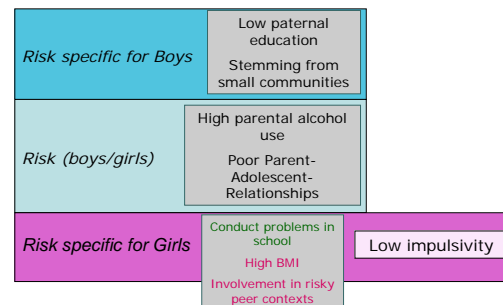 Low paternal
education
Risk specific for Boys
Stemming from
small communities
High parental alcohol
use
Risk (boys/girls)
Poor Parent-
Adolescent-
Relationships
Risk specific for Girls
Conduct problems in
school
High BMI
Involvement in risky
peer contexts
Low impulsivity